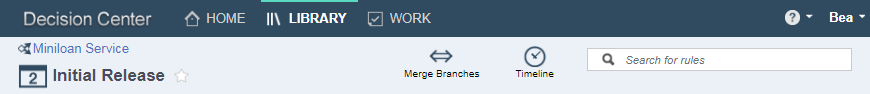 Decision Center HOME LIBRARY WORK ? Bea
Miniloan Service
2 Initial Release
Merge Branches Timeline Search for rules